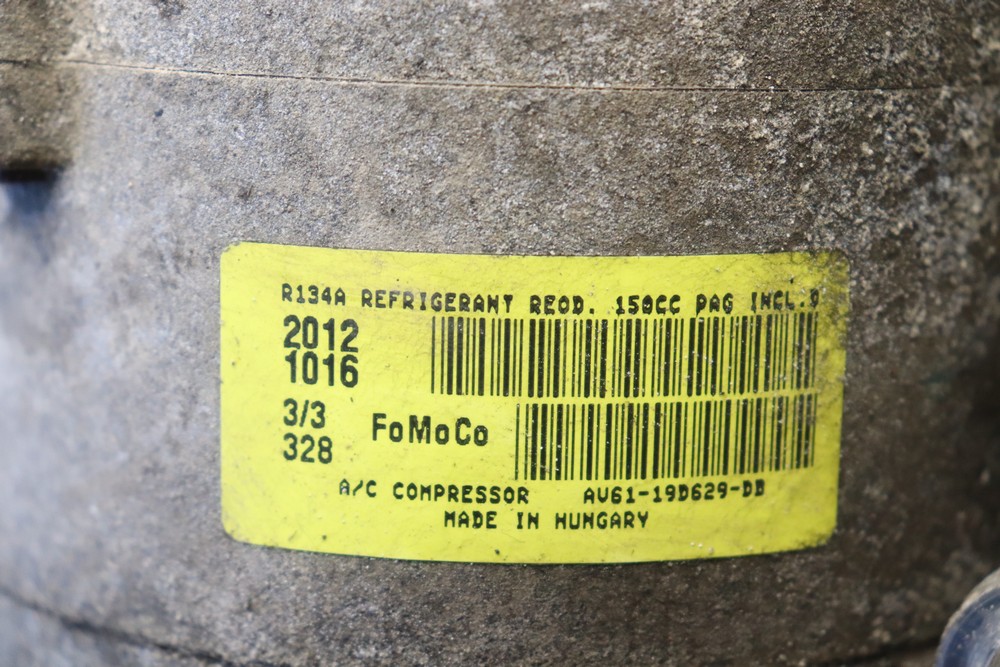 R134A REFRIGERANT REQD. 150CC PAG INCL.D
2012
1016
3/3
328
FoMoCo
A/C COMPRESSOR AV61-19D629-DB
MADE IN HUNGARY